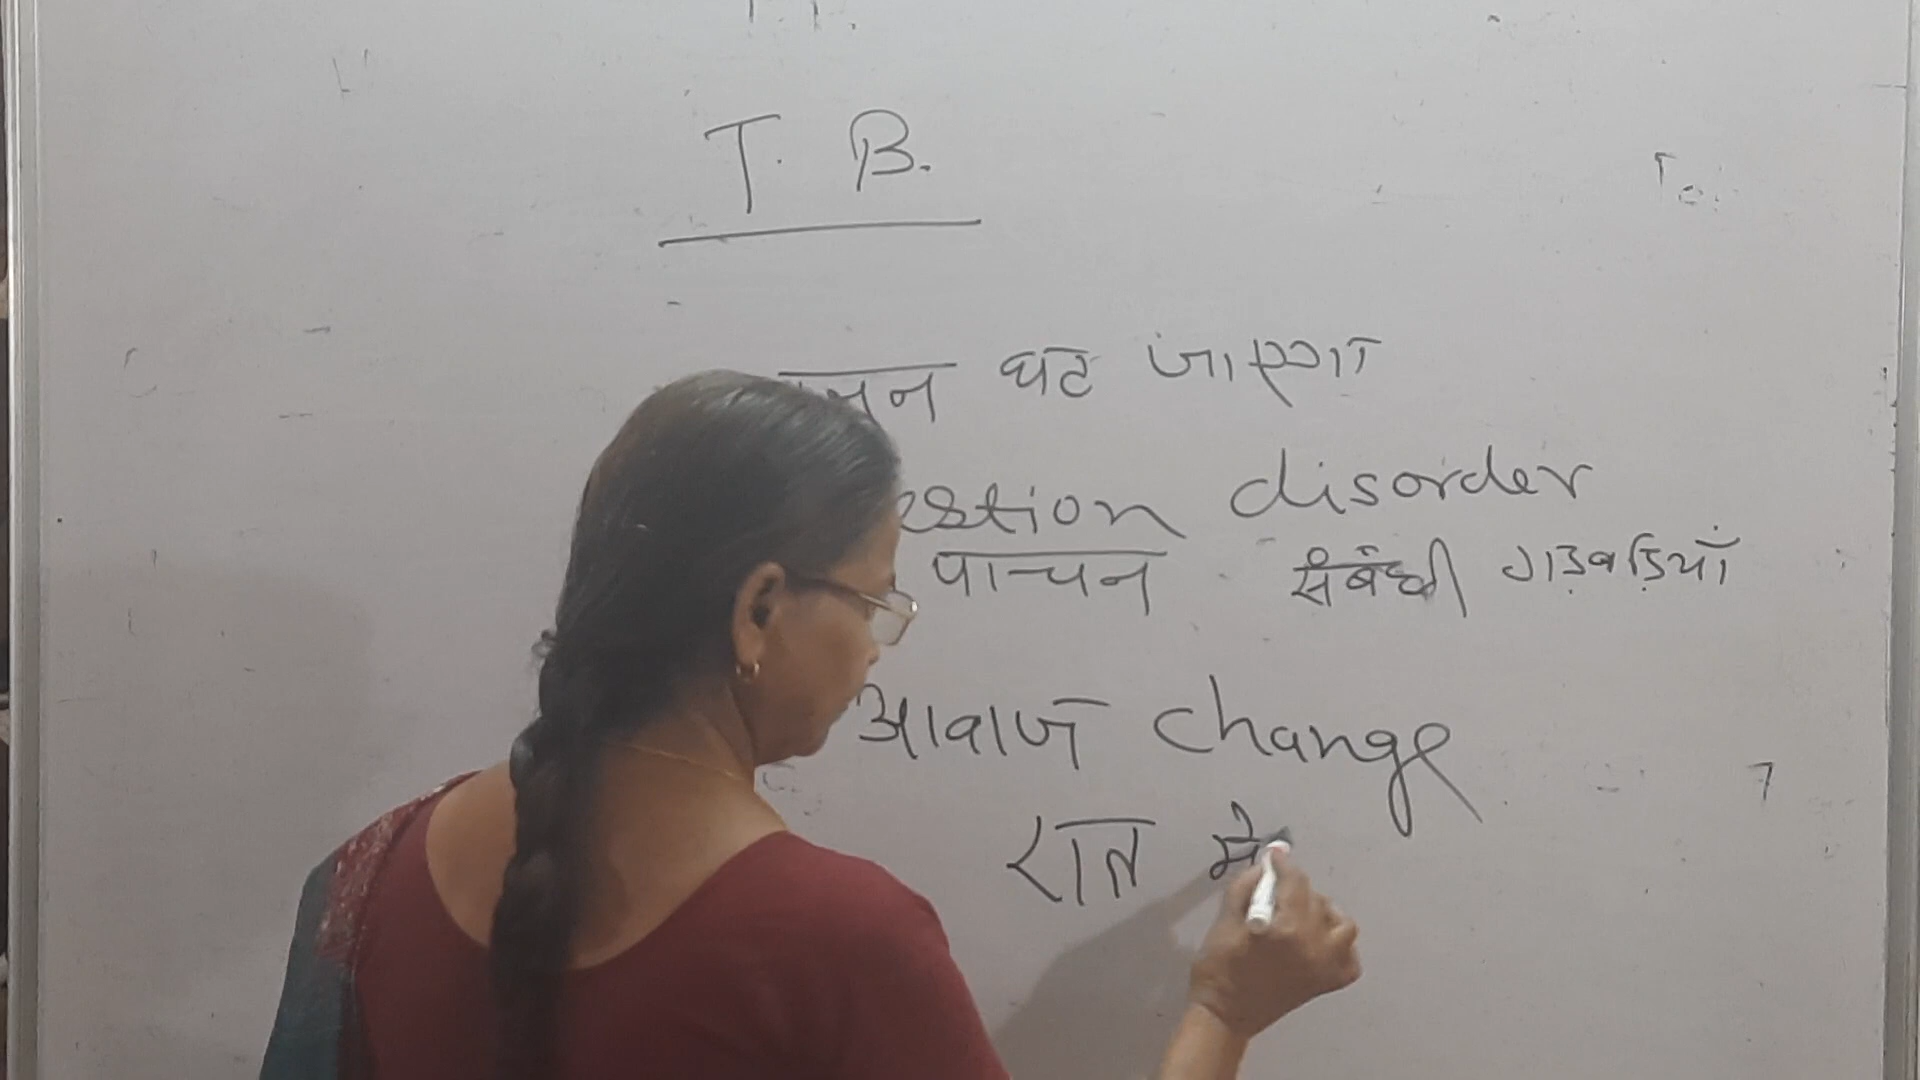 T. B.
घट जाएगा
disorder
पाचन संबंधी गड़बड़ियाँ
आवाज change
रात में